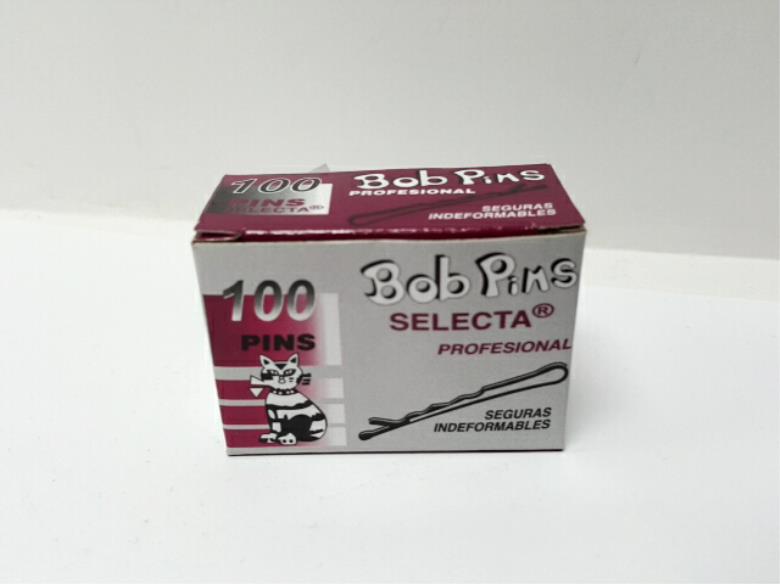 100
PINS
SELECTA®
Bob Pins
PROFESIONAL
SEGURAS
INDEFORMABLES
100
PINS
Bob Pins
SELECTA®
PROFESIONAL
SEGURAS
INDEFORMABLES